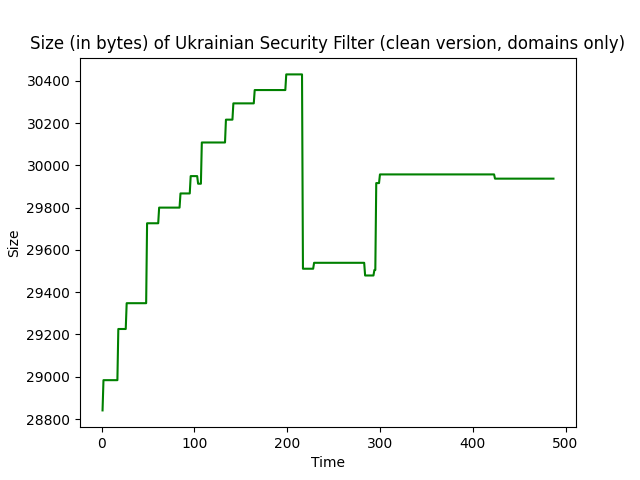 Size (in bytes) of Ukrainian Security Filter (clean version, domains only)
30400
30200
30000
29800
29600
29400
29200
29000
28800
Size
0 100 200 300 400 500
Time